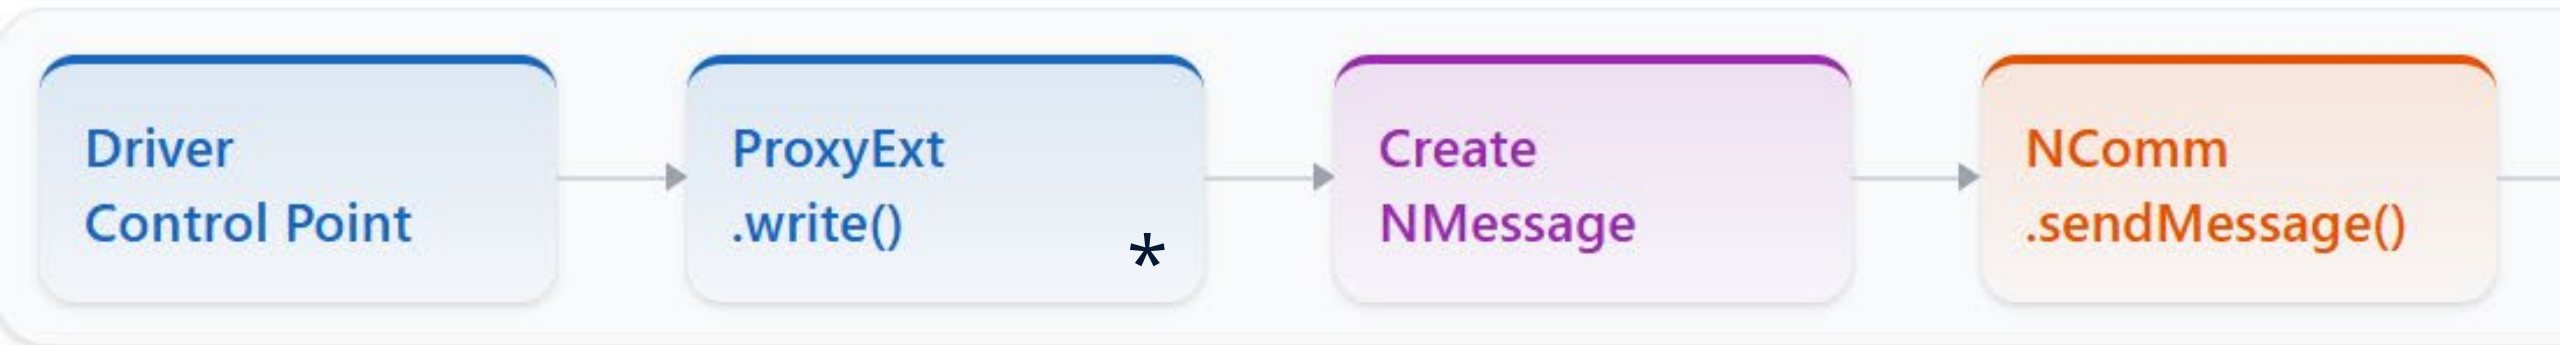 Driver
Control Point
ProxyExt
.write()
*
Create
NMessage
NComm
.sendMessage()